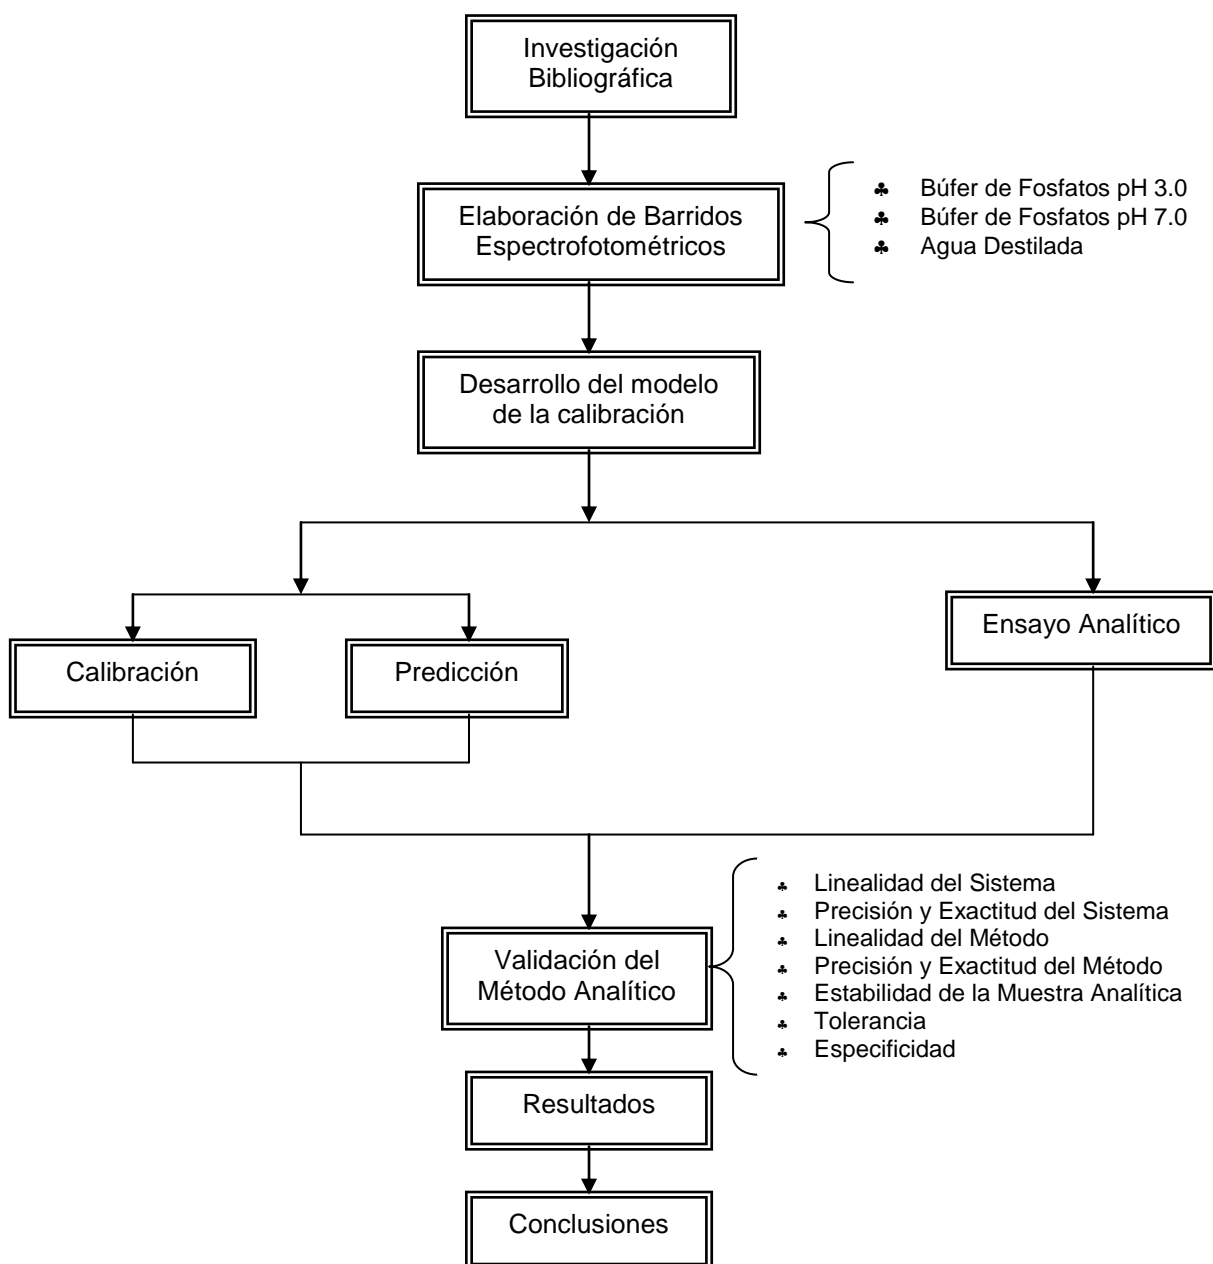 Investigación
Bibliográfica
Elaboración de Barridos
Espectrofotométricos
♣ Búfer de Fosfatos pH 3.0
♣ Búfer de Fosfatos pH 7.0
♣ Agua Destilada
Desarrollo del modelo
de la calibración
Calibración
Predicción
Ensayo Analítico
Validación del
Método Analítico
♣ Linealidad del Sistema
♣ Precisión y Exactitud del Sistema
♣ Linealidad del Método
♣ Precisión y Exactitud del Método
♣ Estabilidad de la Muestra Analítica
♣ Tolerancia
♣ Especificidad
Resultados
Conclusiones